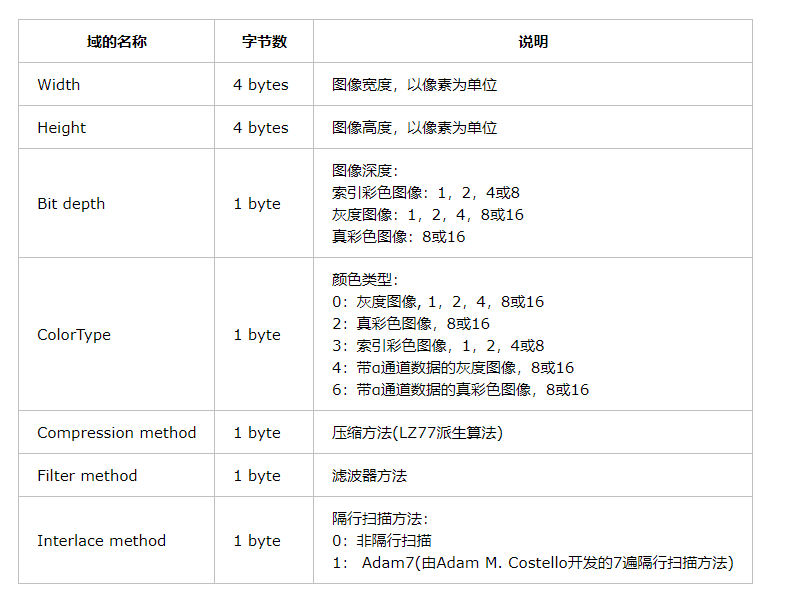 域的名称 字节数 说明
Width 4 bytes 图像宽度，以像素为单位
Height 4 bytes 图像高度，以像素为单位
Bit depth 1 byte 图像深度：
索引彩色图像：1，2，4或8
灰度图像：1，2，4，8或16
真彩色图像：8或16
ColorType 1 byte 颜色类型：
0：灰度图像, 1，2，4，8或16
2：真彩色图像，8或16
3：索引彩色图像，1，2，4或8
4：带α通道数据的灰度图像，8或16
6：带α通道数据的真彩色图像，8或16
Compression method 1 byte 压缩方法(LZ77派生算法)
Filter method 1 byte 滤波器方法
Interlace method 1 byte 隔行扫描方法：
0：非隔行扫描
1： Adam7(由Adam M. Costello开发的7遍隔行扫描方法)